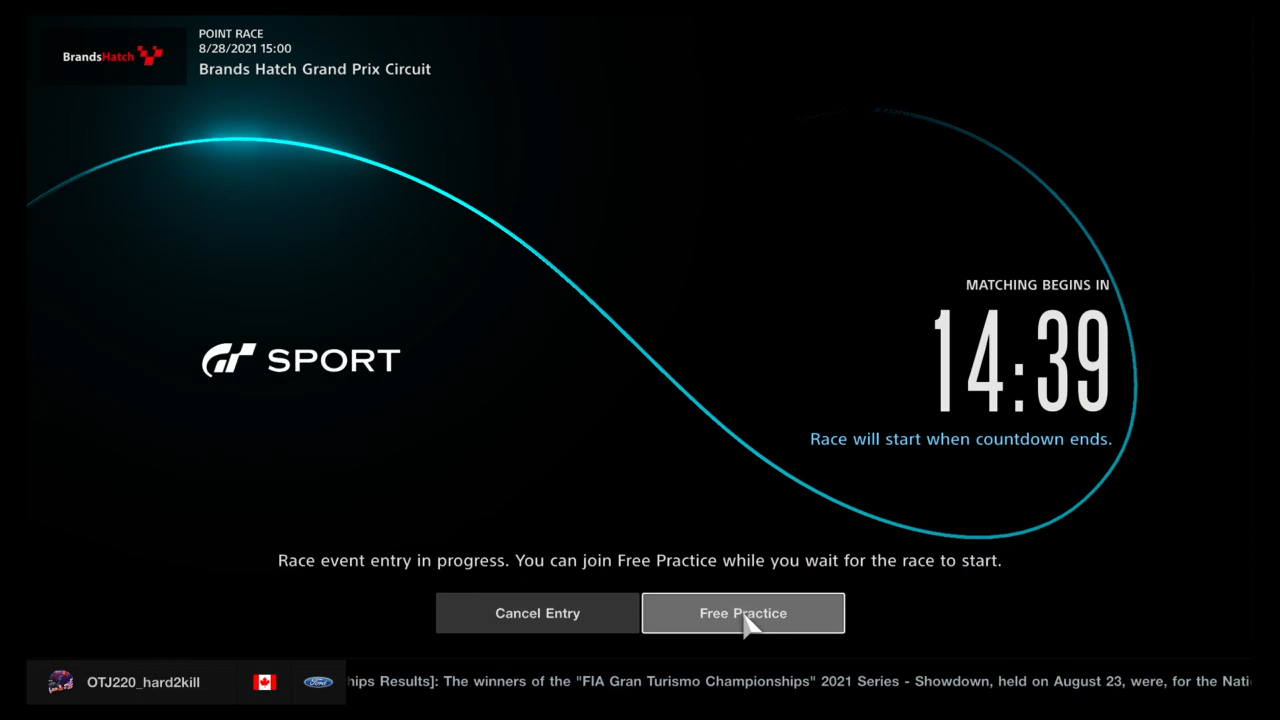 BrandsHatch
POINT RACE
8/28/2021 15:00
Brands Hatch Grand Prix Circuit
MATCHING BEGINS IN
14:39
GT SPORT
Race will start when countdown ends.
Race event entry in progress. You can join Free Practice while you wait for the race to start.
Cancel Entry
Free Practice
OTJ220_hard2kill
Ford
hips Results]: The winners of the "FIA Gran Turismo Championships" 2021 Series - Showdown, held on August 23, were, for the Nati